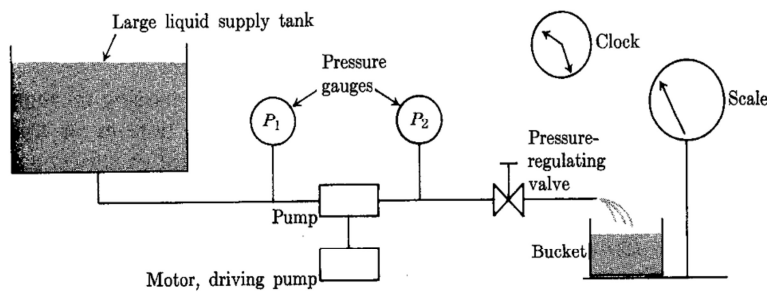 Large liquid supply tank
Clock
Pressure
gauges
Scale
P₁
P₂
Pressure-
regulating
valve
Pump
Bucket
Motor, driving pump